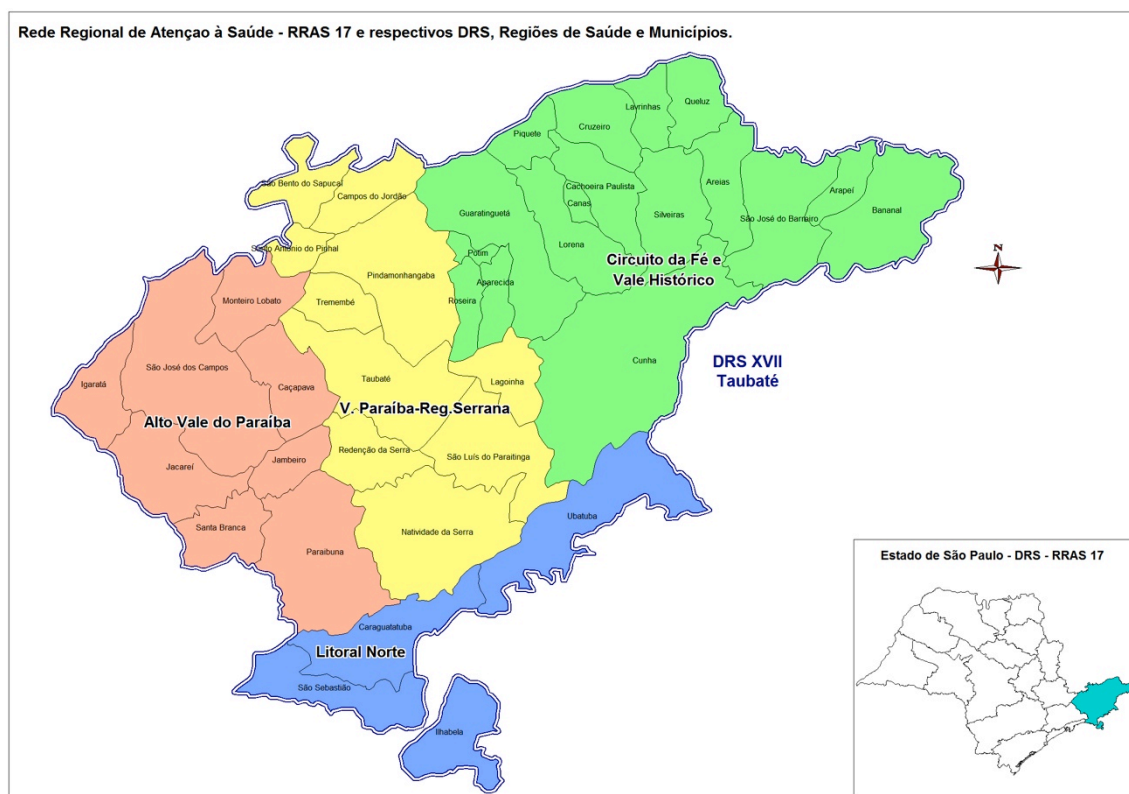 Rede Regional de Atençao à Saúde - RRAS 17 e respectivos DRS, Regiões de Saúde e Municípios.
Queluz
Lavrinhas
Cruzeiro
Piquete
São Bento do Sapucaí
Campos do Jordão
Cachoeira Paulista
Areias
Arapeí
Canas
Bananal
Guaratinguetá
Silveiras
São José do Barreiro
Santo Antônio do Pinhal
Lorena
Potim
Circuito da Fé e
Vale Histórico
N
Pindamonhangaba
Aparecida
Monteiro Lobato
Tremembé
Roseira
Cunha
DRS XVII
Taubaté
São José dos Campos
Taubaté
Lagoinha
Igaratá
Caçapava
V. Paraíba-Reg.Serrana
Alto Vale do Paraíba
Redenção da Serra
São Luís do Paraitinga
Jacareí
Jambeiro
Santa Branca
Natividade da Serra
Ubatuba
Paraibuna
Estado de São Paulo - DRS - RRAS 17
Caraguatatuba
Litoral Norte
São Sebastião
Ilhabela